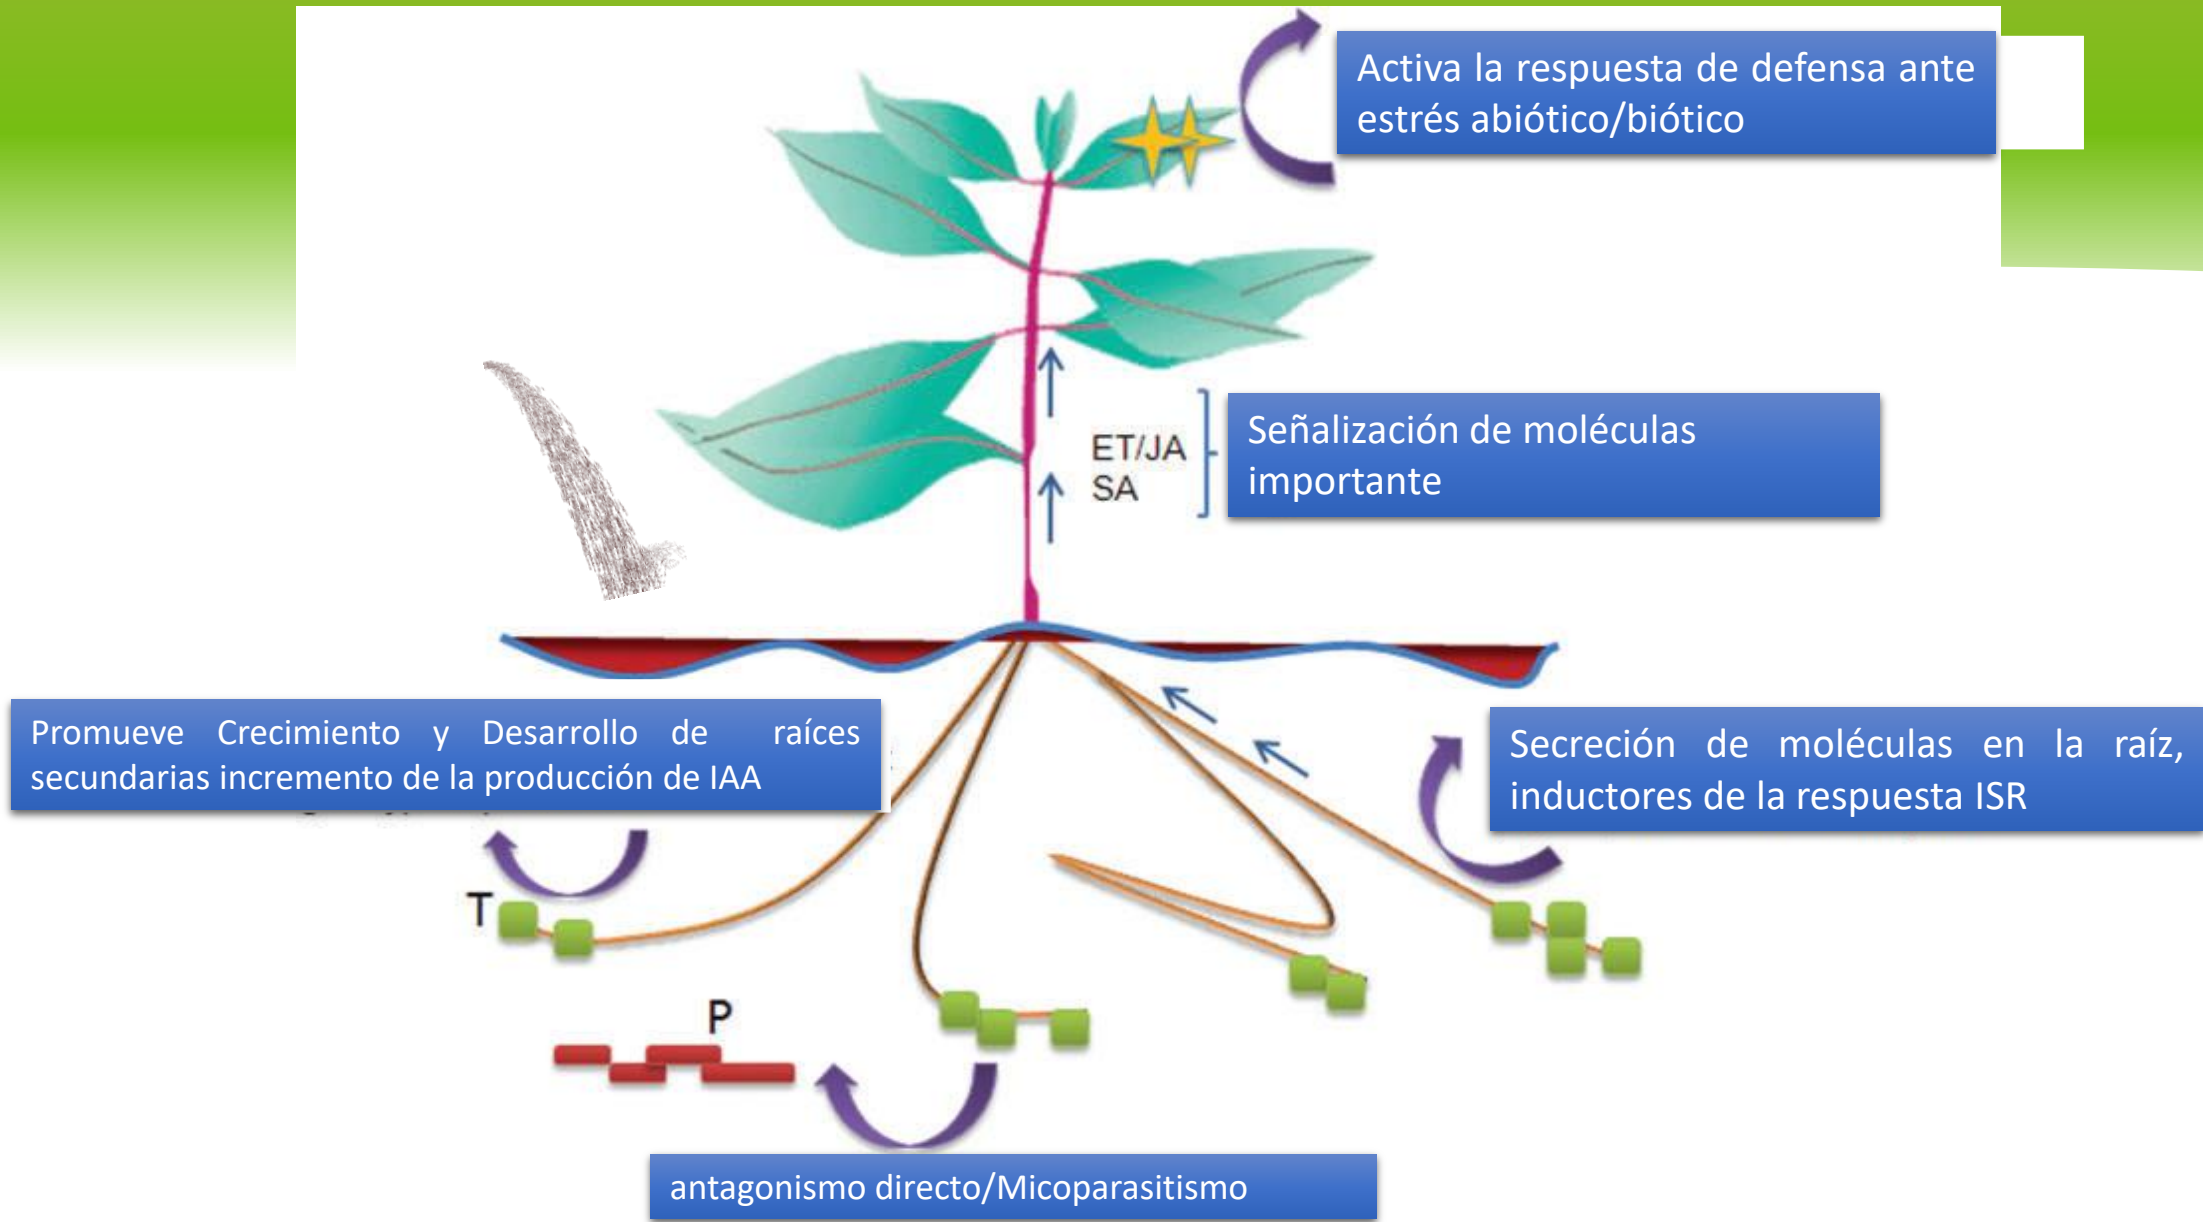 Activa la respuesta de defensa ante
estrés abiótico/biótico
Señalización de moléculas
importante
ET/JA
SA
Promueve Crecimiento y Desarrollo de raíces
secundarias incremento de la producción de IAA
Secreción de moléculas en la raíz,
inductores de la respuesta ISR
T
P
antagonismo directo/Micoparasitismo